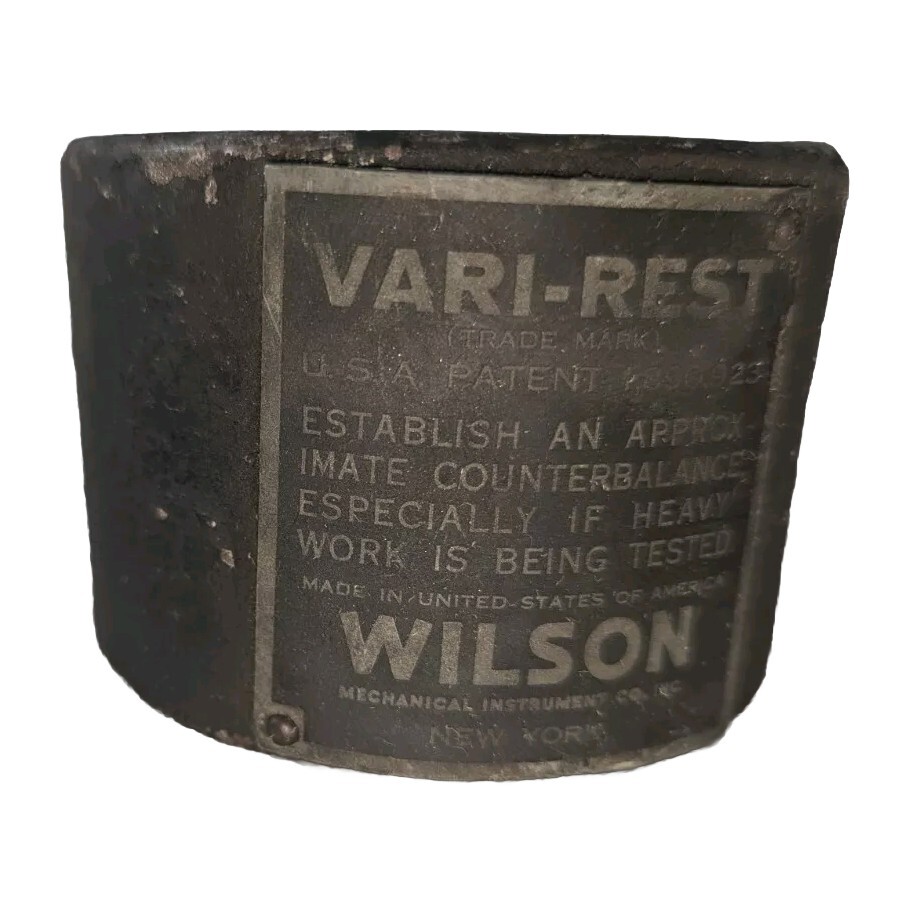 VARI-REST
(TRADE MARK)
U.S.A. PATENT
ESTABLISH AN APPROX-
IMATE COUNTERBALANCE
ESPECIALLY IF HEAVY
WORK IS BEING TESTED.
MADE IN UNITED-STATES OF AMERICA
WILSON
MECHANICAL INSTRUMENT CO. INC.
NEW YORK